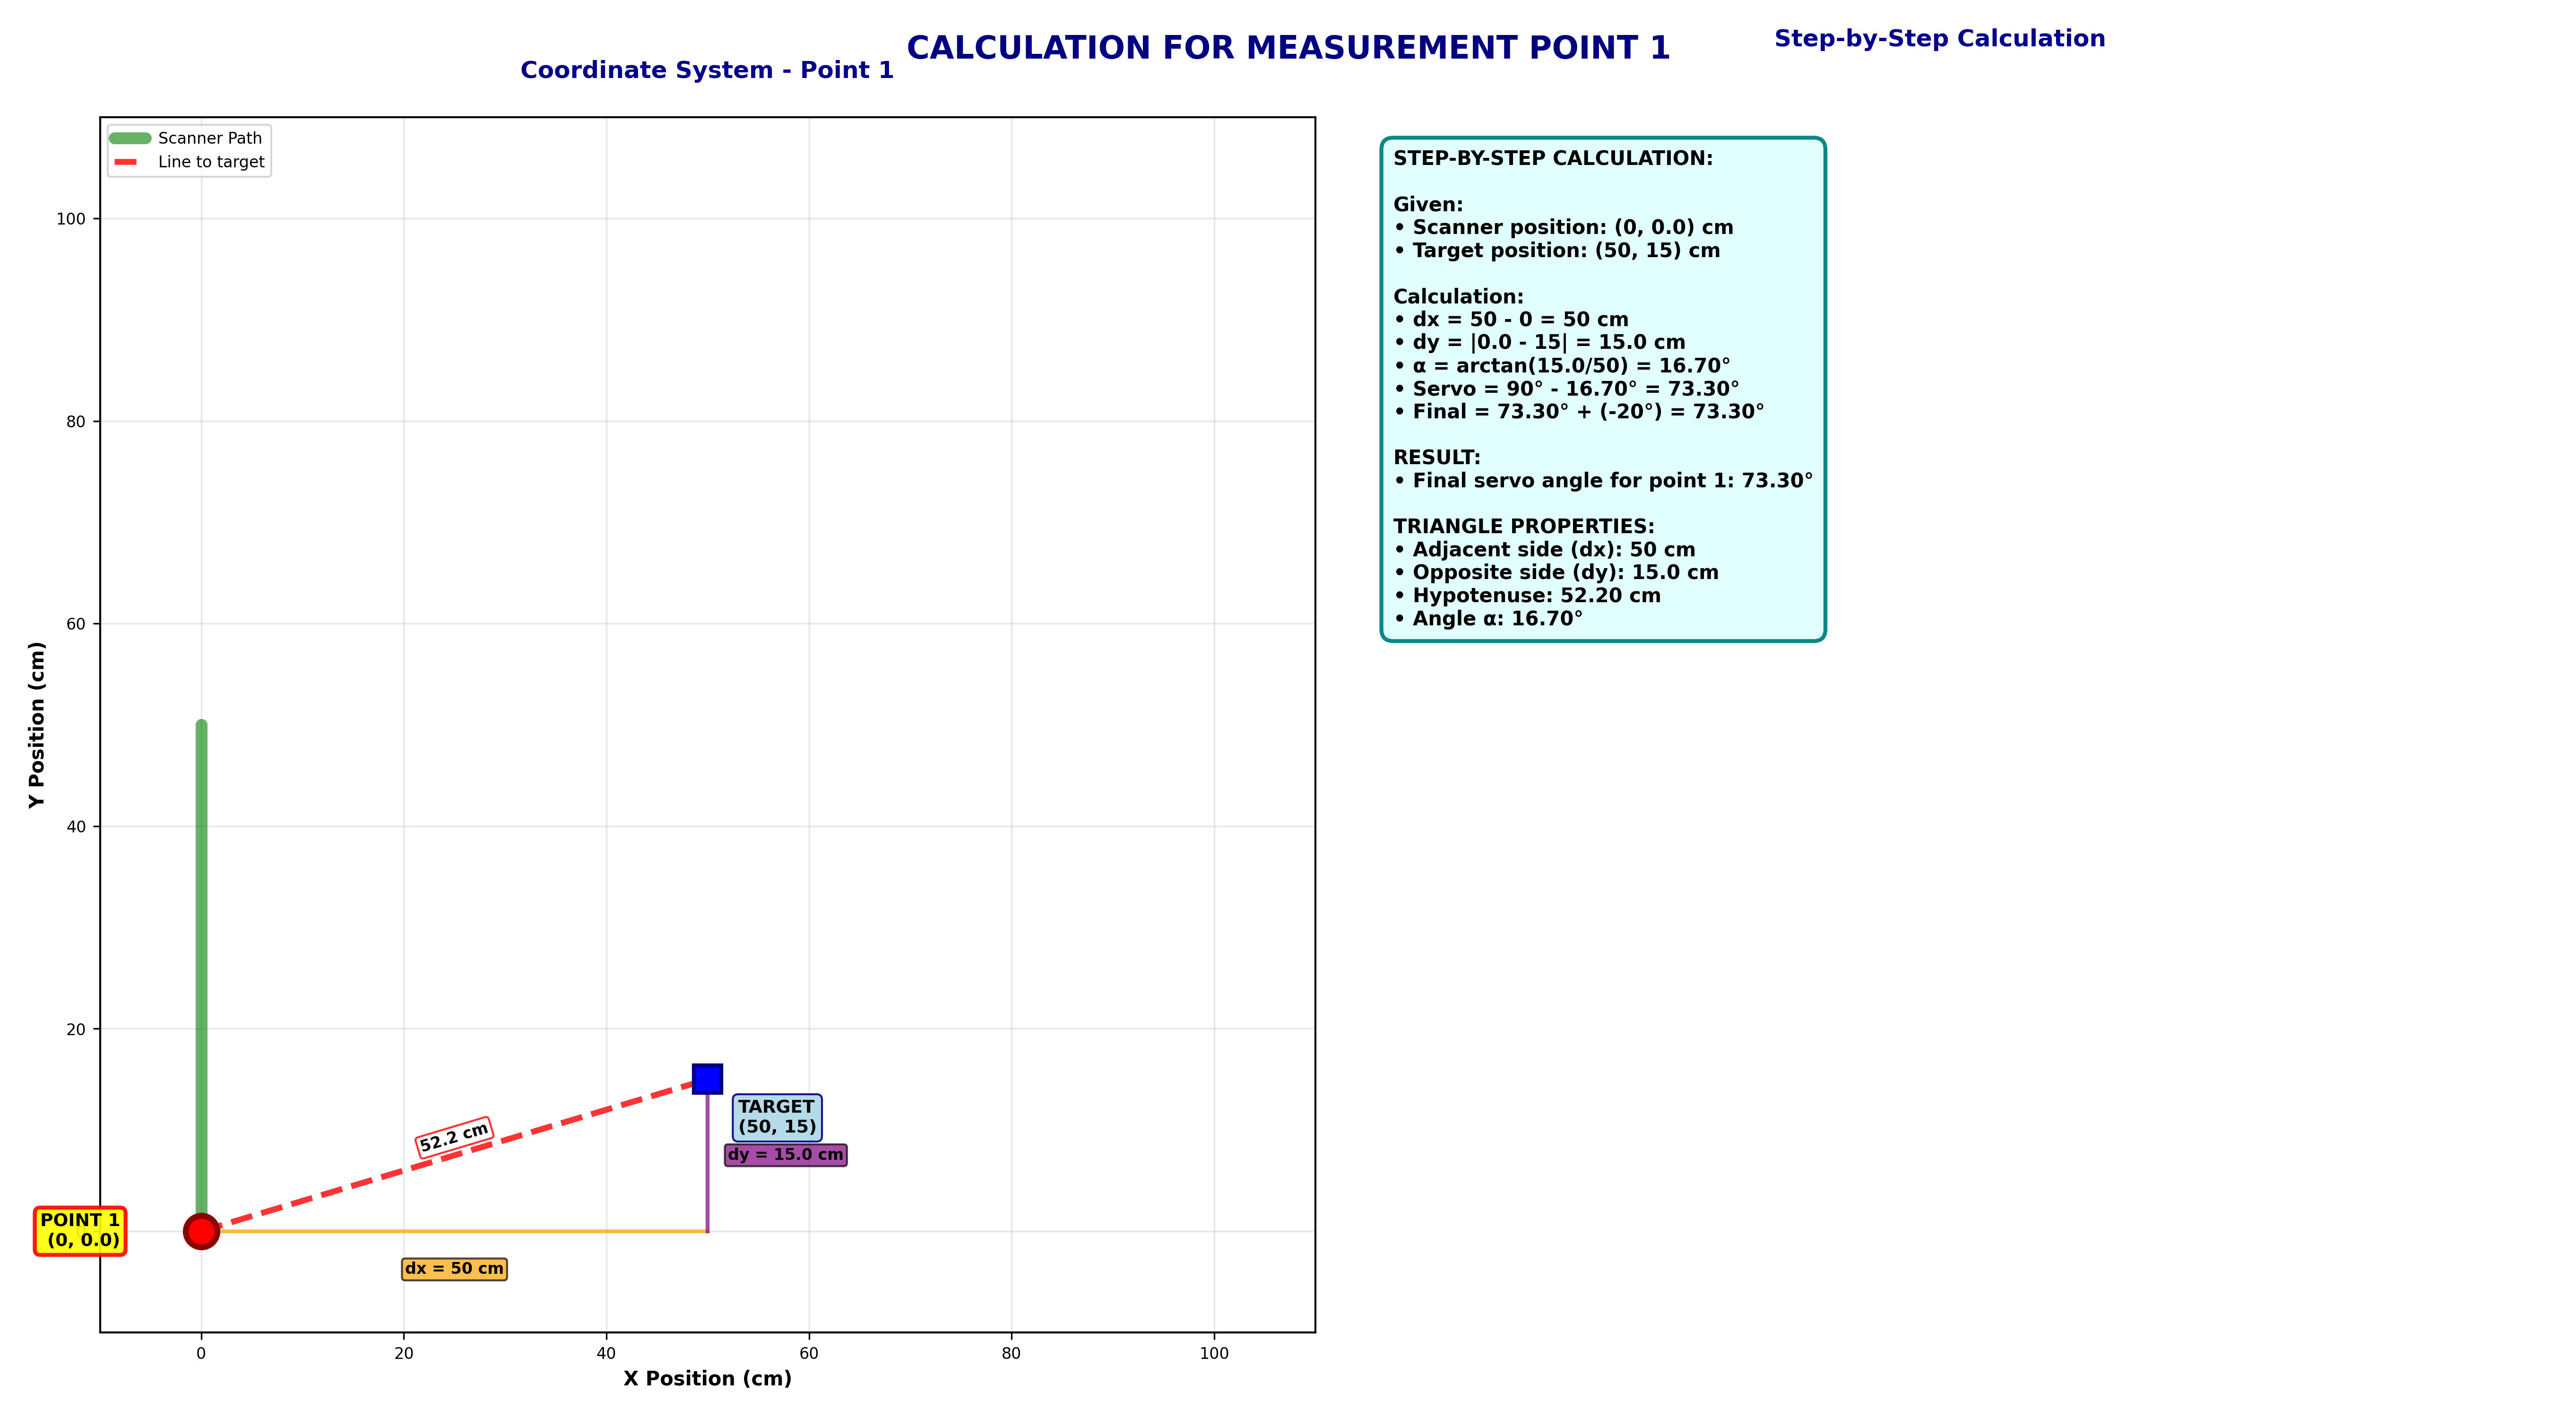 CALCULATION FOR MEASUREMENT POINT 1
Coordinate System - Point 1
Scanner Path
Line to target
100
80
60
40
20
Y Position (cm)
52.2 cm
TARGET
(50, 15)
dy = 15.0 cm
POINT 1
(0, 0.0)
dx = 50 cm
0
20
40
60
80
100
X Position (cm)
Step-by-Step Calculation
STEP-BY-STEP CALCULATION:
Given:
• Scanner position: (0, 0.0) cm
• Target position: (50, 15) cm
Calculation:
• dx = 50 - 0 = 50 cm
• dy = |0.0 - 15| = 15.0 cm
• α = arctan(15.0/50) = 16.70°
• Servo = 90° - 16.70° = 73.30°
• Final = 73.30° + (-20°) = 73.30°
RESULT:
• Final servo angle for point 1: 73.30°
TRIANGLE PROPERTIES:
• Adjacent side (dx): 50 cm
• Opposite side (dy): 15.0 cm
• Hypotenuse: 52.20 cm
• Angle α: 16.70°